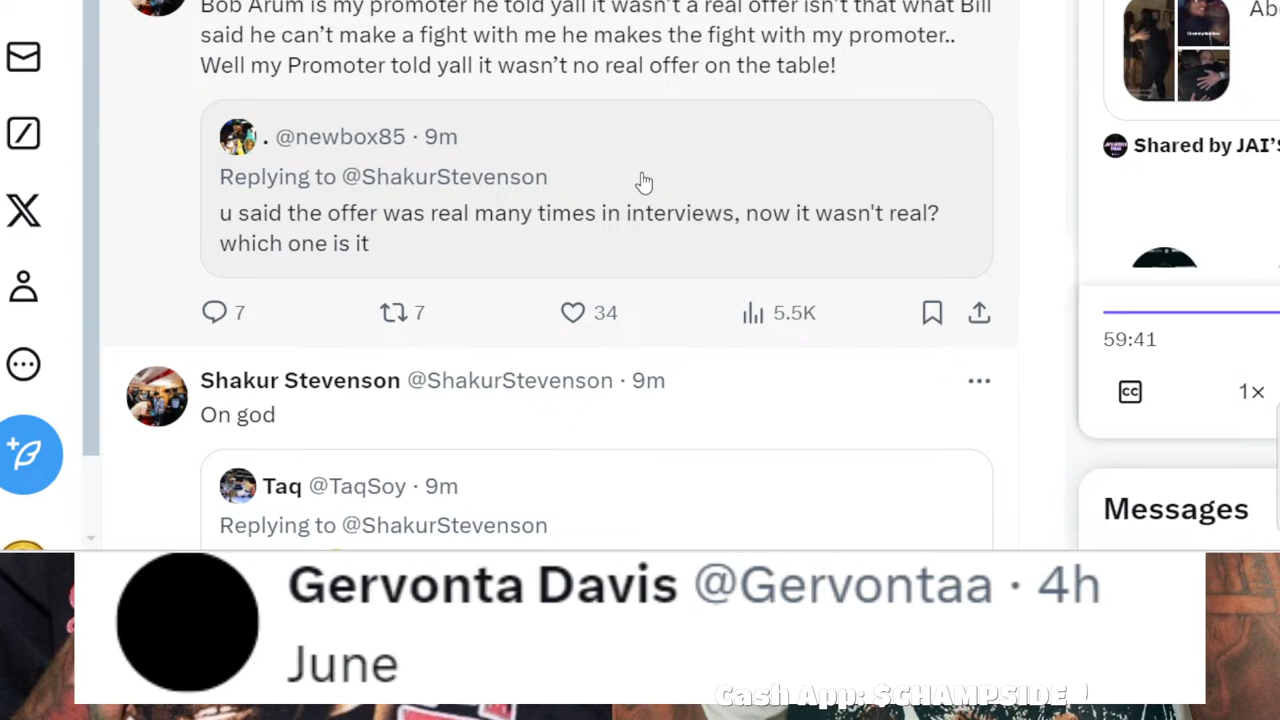 Bob Arum is my promoter he told yall it wasn't a real offer isn't that what Bill
said he can't make a fight with me he makes the fight with my promoter..
Well my Promoter told yall it wasn't no real offer on the table!
. @newbox85 · 9m
Replying to @ShakurStevenson
u said the offer was real many times in interviews, now it wasn't real?
which one is it
7 7 34 5.5K
Shakur Stevenson @ShakurStevenson · 9m
On god
Taq @TaqSoy · 9m
Replying to @ShakurStevenson
Shared by JAI'S
59:41
CC 1×
Messages
Gervonta Davis @Gervontaa · 4h
June
Cash App: $CHAMPSIDE